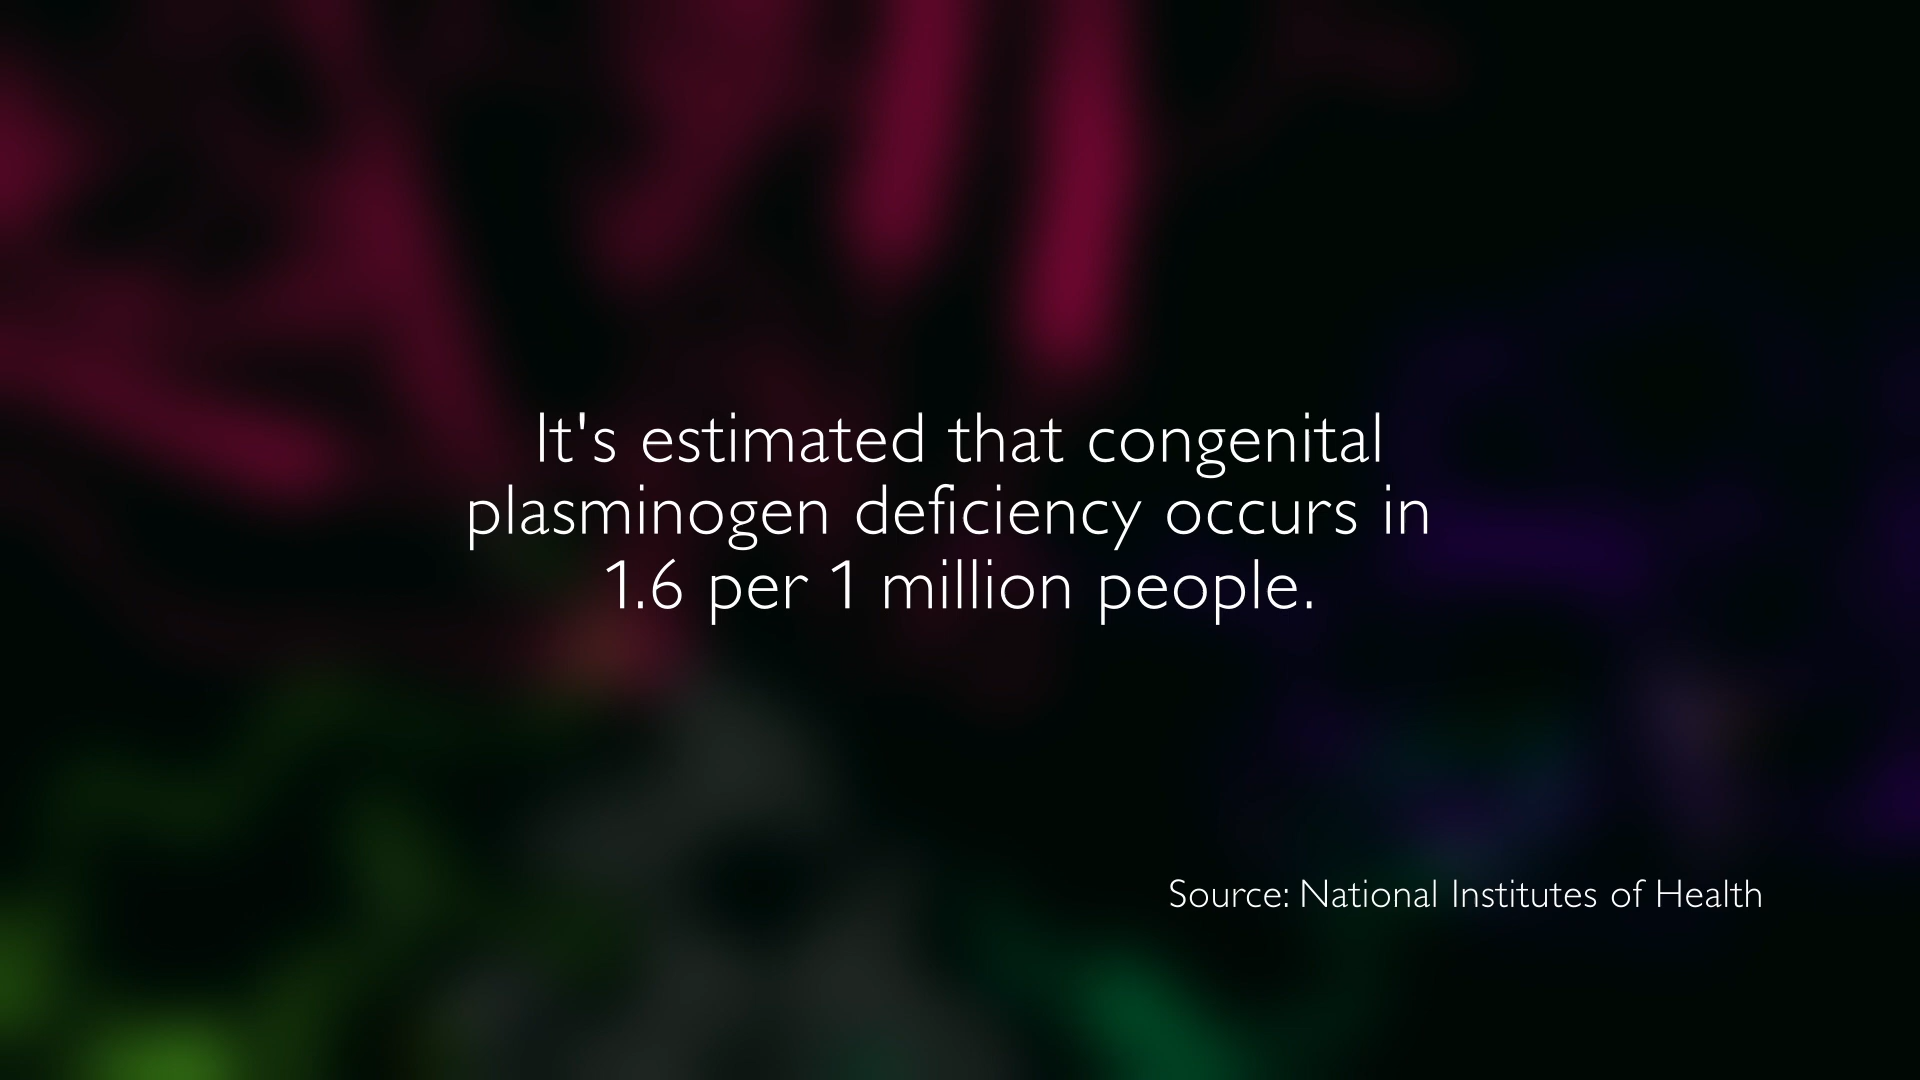 It's estimated that congenital
plasminogen deficiency occurs in
1.6 per 1 million people.
Source: National Institutes of Health